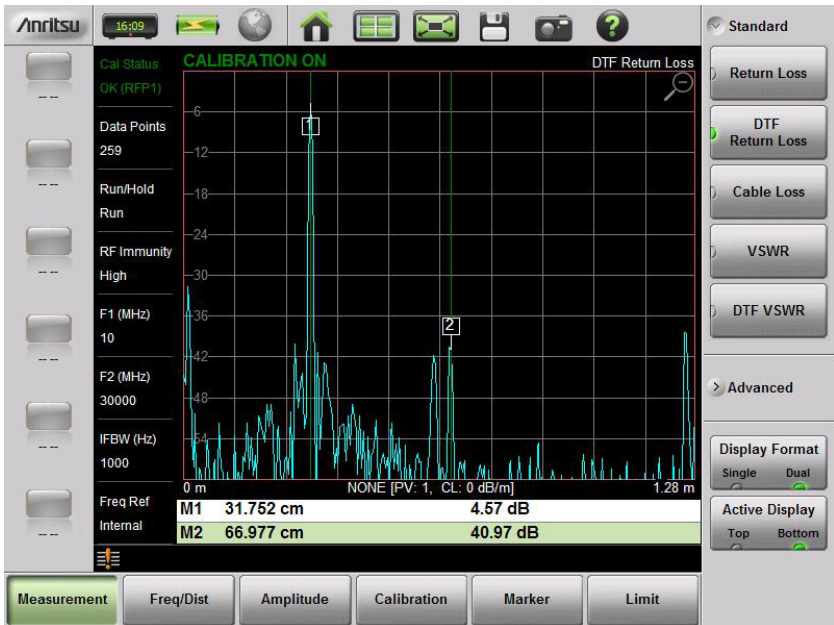 Anritsu
16:09
?
Standard
Cal Status
OK (RFP1)
CALIBRATION ON
DTF Return Loss
Return Loss
-- --
Data Points
259
-6
-12
1
DTF
Return Loss
-- --
Run/Hold
Run
-18
Cable Loss
RF Immunity
High
-24
-30
VSWR
-- --
F1 (MHz)
10
-36
2
DTF VSWR
-- --
F2 (MHz)
30000
-42
-48
Advanced
-- --
IFBW (Hz)
1000
-54
Display Format
Single Dual
0 m
NONE [PV: 1, CL: 0 dB/m]
1.28 m
Freq Ref
Internal
M1 31.752 cm 4.57 dB
M2 66.977 cm 40.97 dB
Active Display
Top Bottom
-- --
Measurement
Freq/Dist
Amplitude
Calibration
Marker
Limit